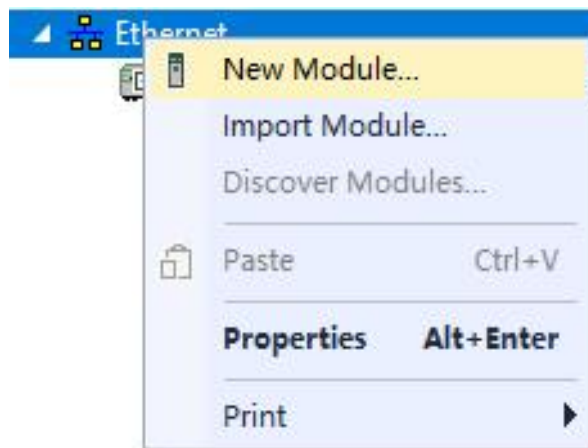 Ethernet
New Module...
Import Module...
Discover Modules...
Paste Ctrl+V
Properties Alt+Enter
Print